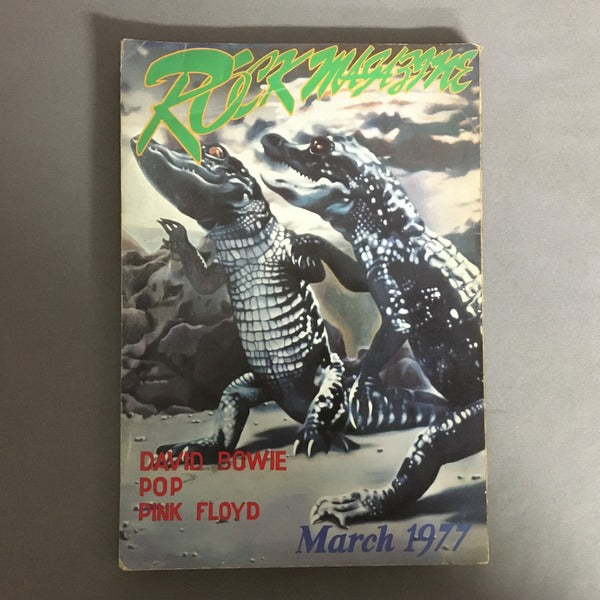 ROCK MAGAZINE
DAVID BOWIE
POP
PINK FLOYD
March 1977